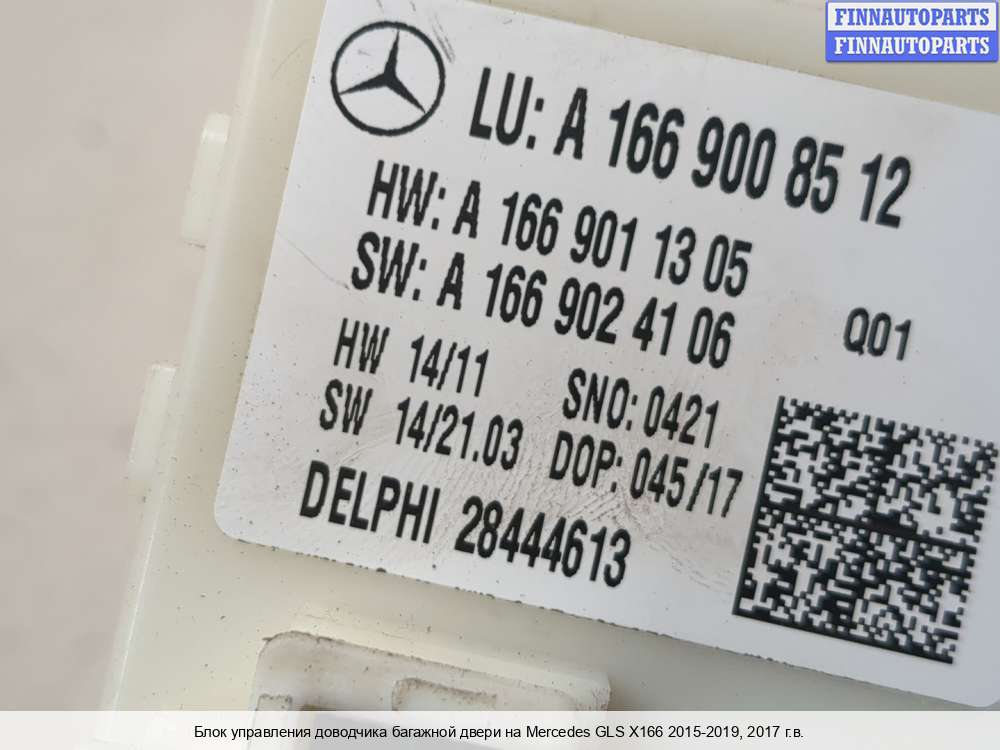 FINNAUTOPARTS
FINNAUTOPARTS
LU: A 166 900 85 12
HW: A 166 901 13 05
SW: A 166 902 41 06
Q01
HW 14/11
SNO: 0421
SW 14/21.03
DOP: 045/17
DELPHI 28444613
Блок управления доводчика багажной двери на Mercedes GLS X166 2015-2019, 2017 г.в.